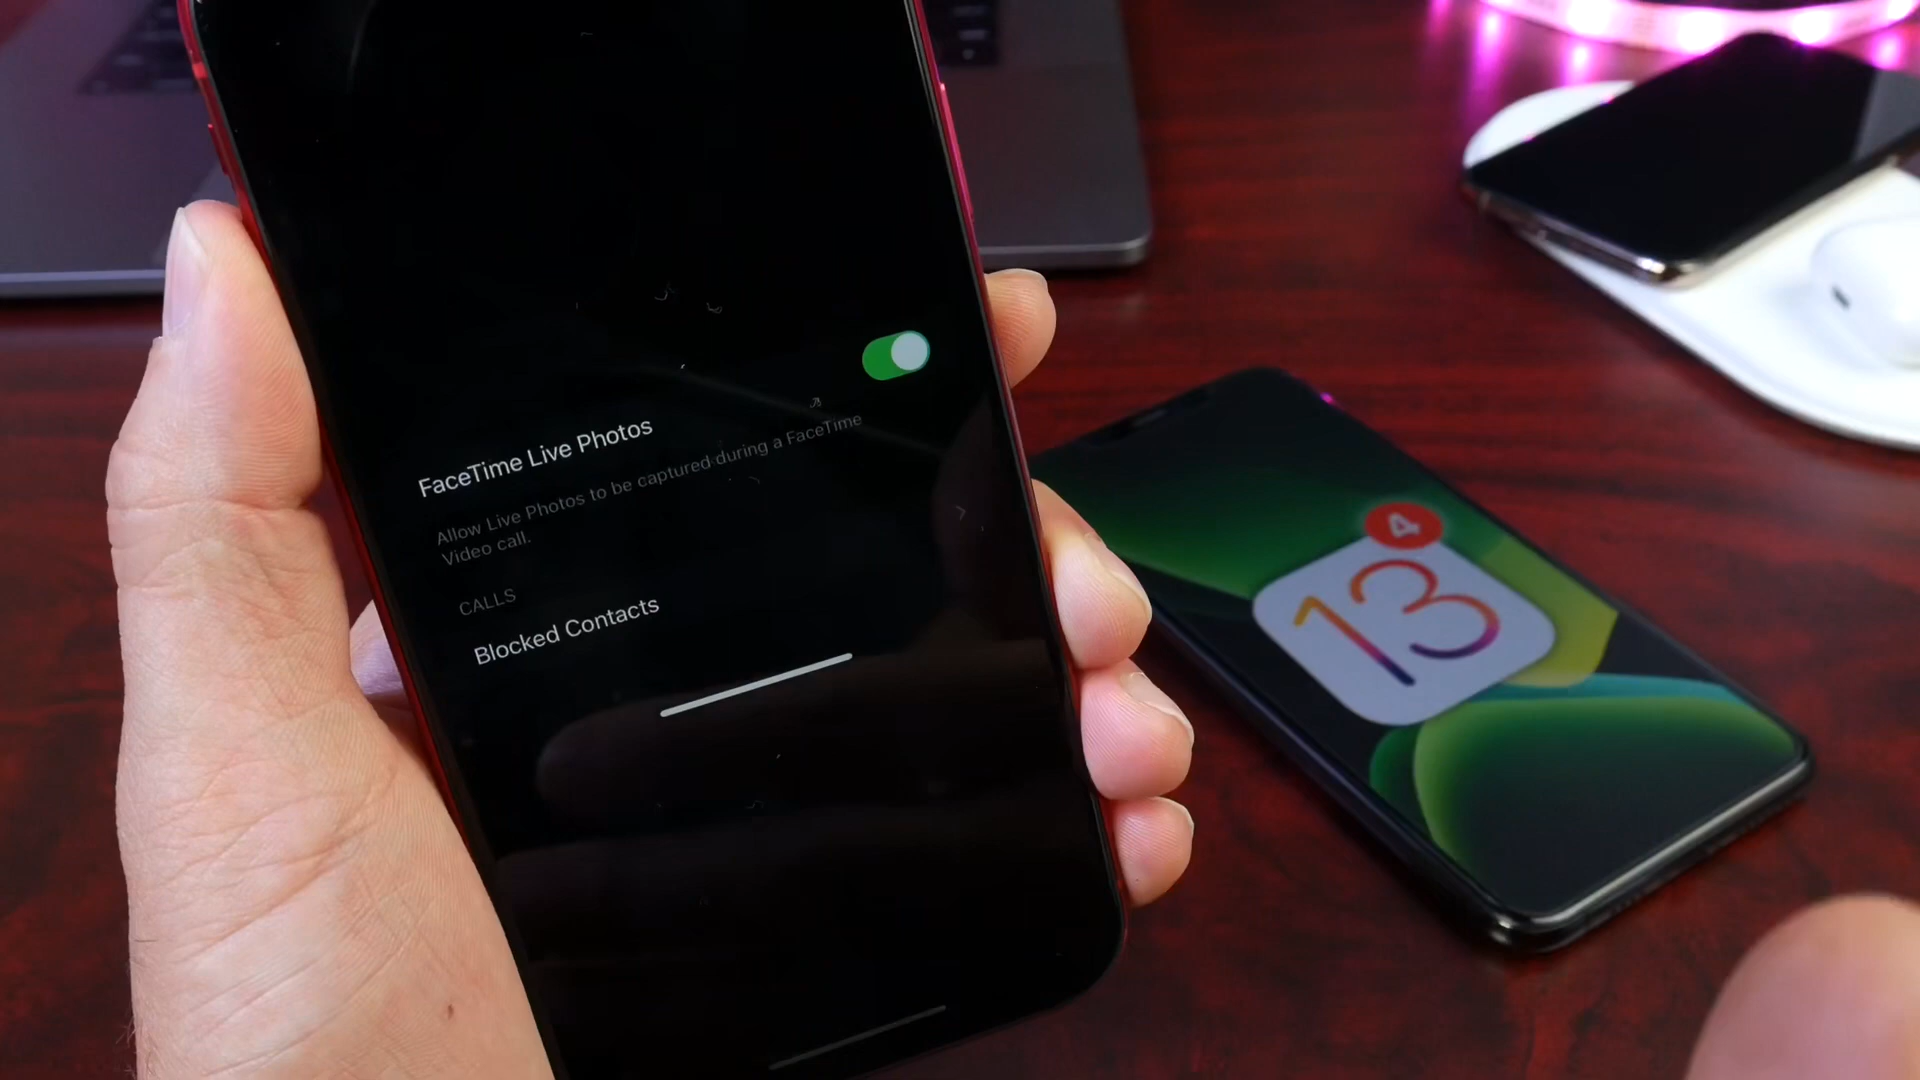 FaceTime Live Photos
Allow Live Photos to be captured during a FaceTime
Video call.
CALLS
Blocked Contacts
4
13